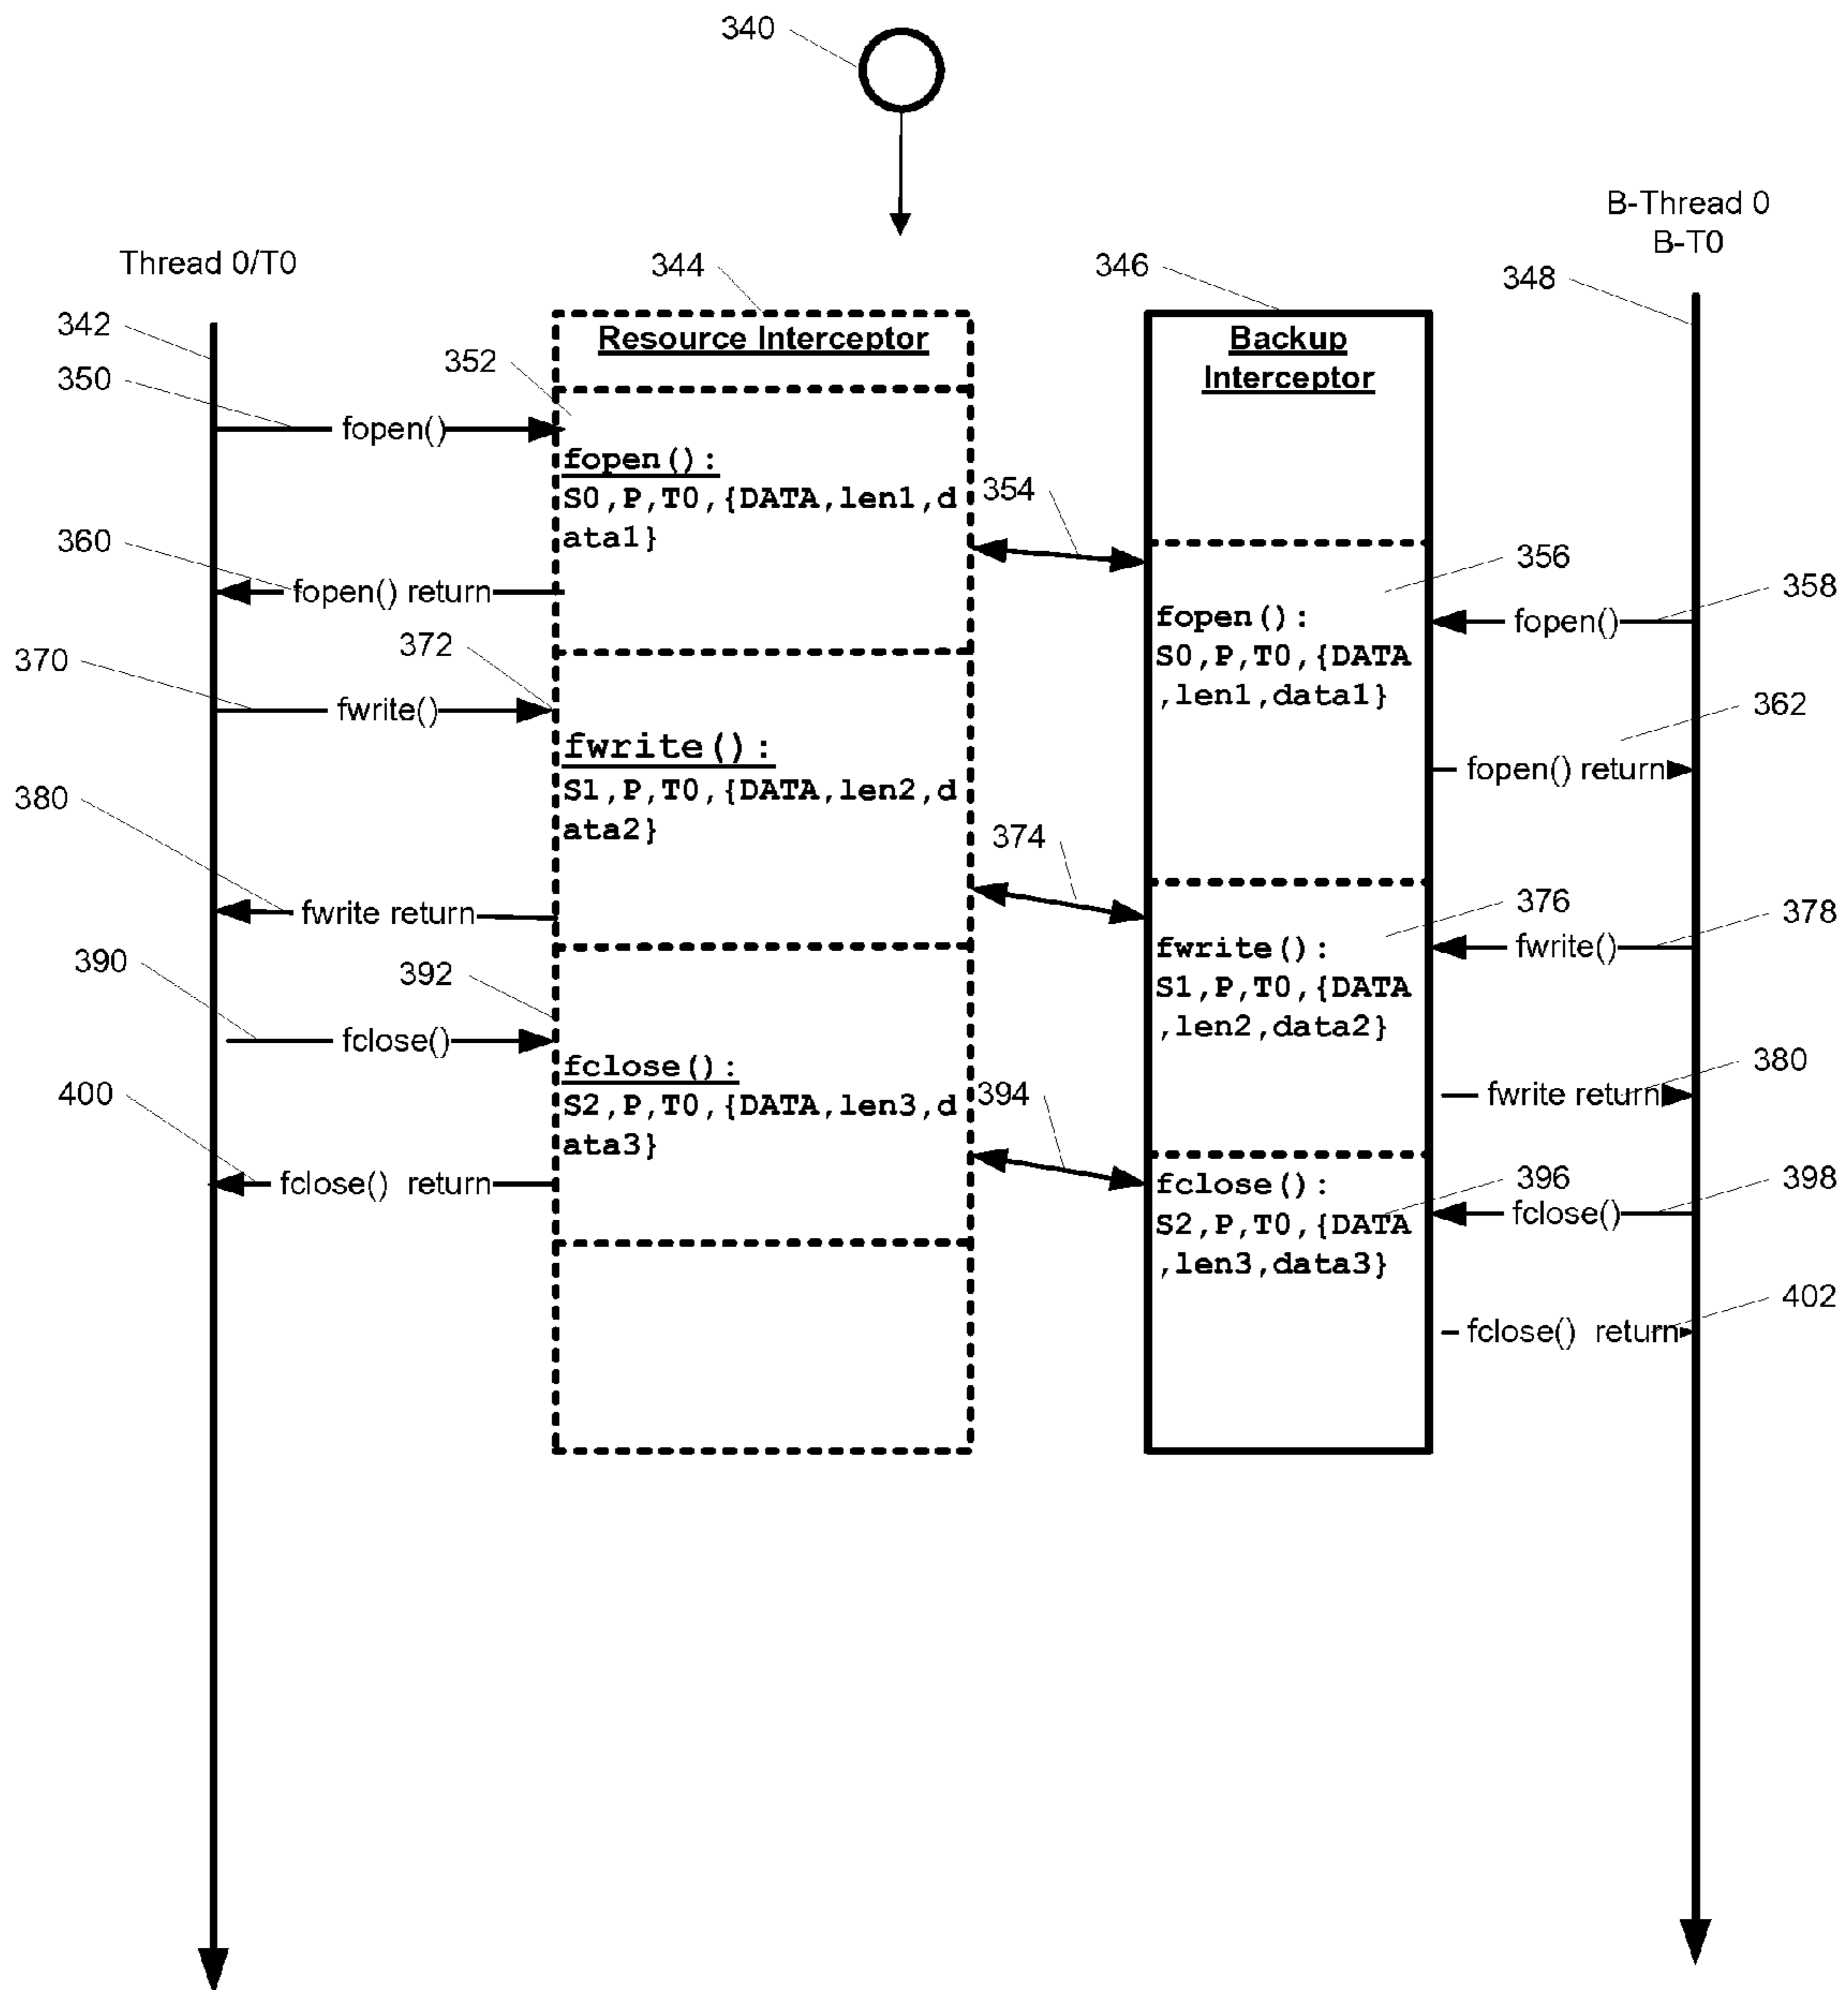 340
B-Thread 0
B-T0
Thread 0/T0
344
346
348
342
Resource Interceptor
Backup
Interceptor
352
350
fopen()
fopen():
S0,P,T0,{DATA,len1,d
ata1}
354
360
fopen() return
356
358
fopen()
fopen():
S0,P,T0,{DATA
,len1,data1}
372
370
fwrite()
362
fopen() return
fwrite():
S1,P,T0,{DATA,len2,d
ata2}
380
374
fwrite return
376
378
fwrite()
fwrite():
S1,P,T0,{DATA
,len2,data2}
390
392
fclose()
fclose():
S2,P,T0,{DATA,len3,d
ata3}
380
fwrite return
400
394
fclose() return
fclose():
S2,P,T0,{DATA
,len3,data3}
396
398
fclose()
402
fclose() return